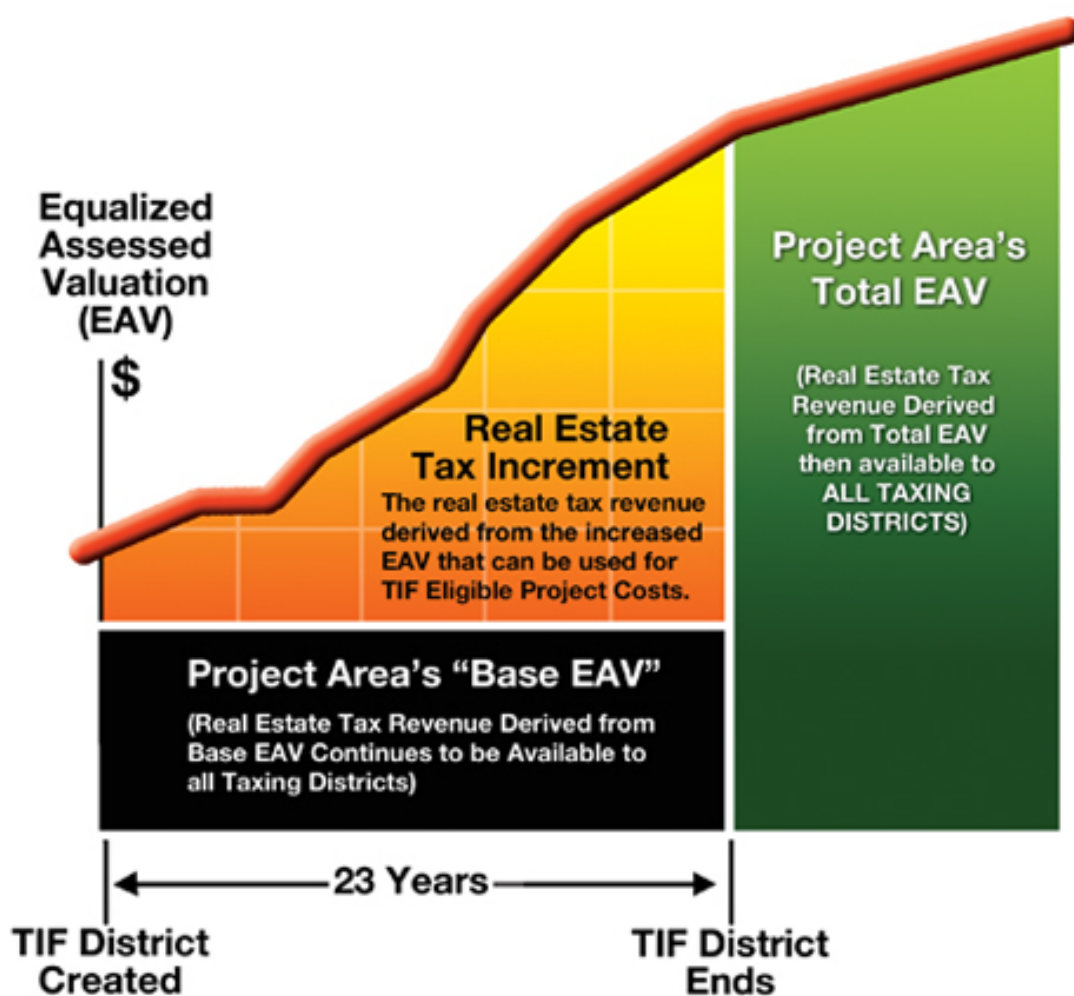 Equalized
Assessed
Valuation
(EAV)
$
Real Estate
Tax Increment
The real estate tax revenue
derived from the increased
EAV that can be used for
TIF Eligible Project Costs.
Project Area's "Base EAV"
(Real Estate Tax Revenue Derived from
Base EAV Continues to be Available to
all Taxing Districts)
Project Area's
Total EAV
(Real Estate Tax
Revenue Derived
from Total EAV
then available to
ALL TAXING
DISTRICTS)
23 Years
TIF District
Created
TIF District
Ends